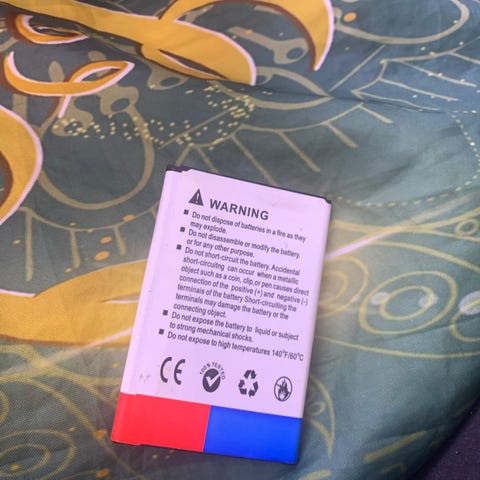 WARNING
Do not dispose of batteries in a fire as they
may explode.
Do not disassemble or modify the battery.
or for any other purpose.
Do not short-circuit the battery. Accidental
short-circuiting can occur when a metallic
object such as a coin, clip,or pen causes direct
connection of the positive (+) and negative (-)
terminals of the battery Short-circuiting the
terminals may damage the battery or the
connecting object.
Do not expose the battery to liquid or subject
to strong mechanical shocks.
Do not expose to high temperatures 140°F/60°C
CE
100% TESTED